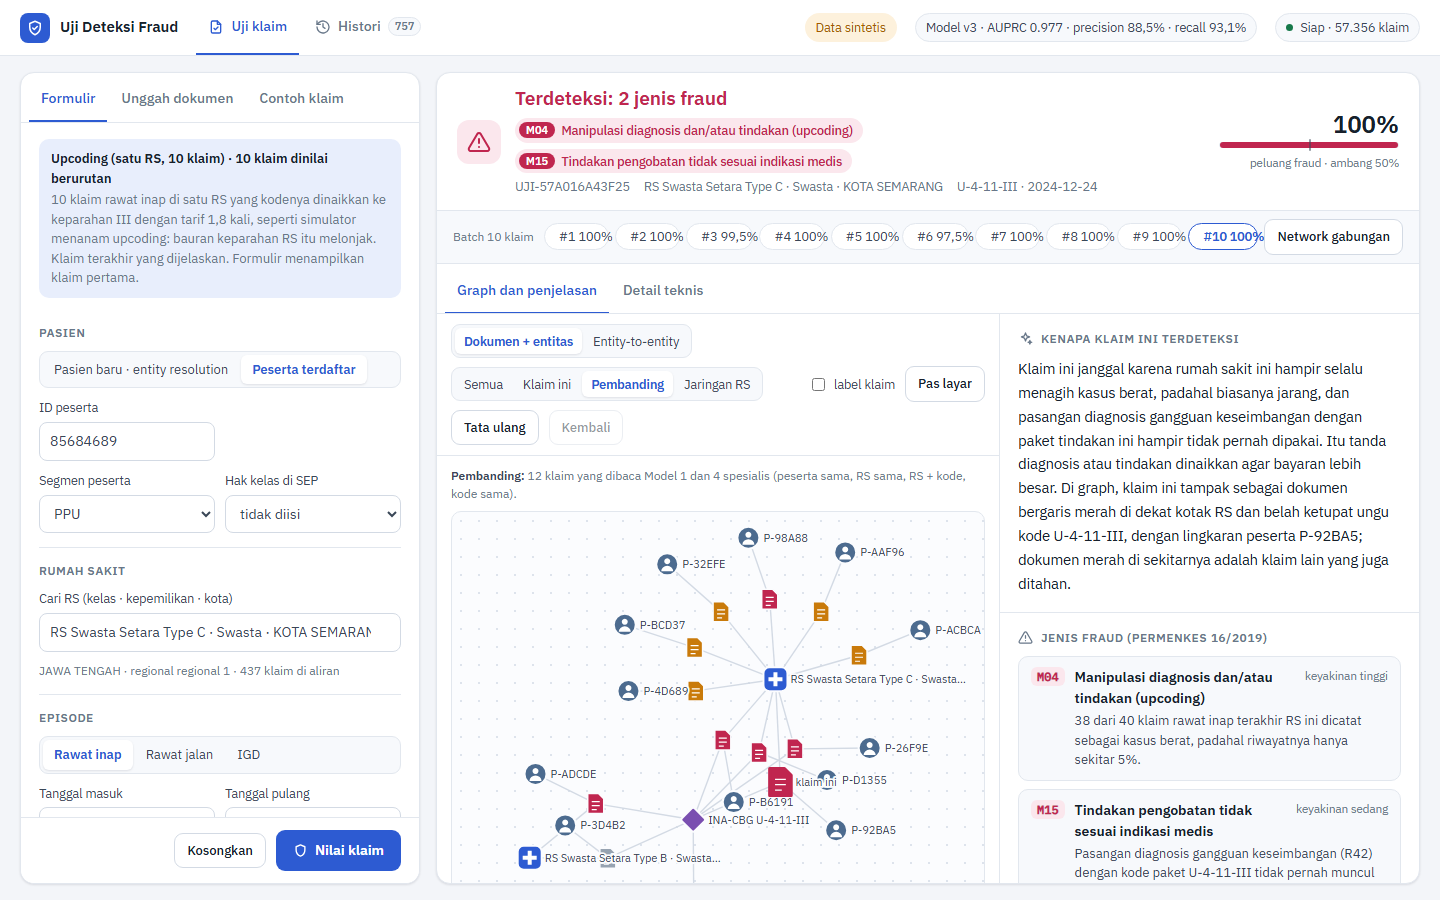 Uji Deteksi Fraud
Uji klaim
Histori 757
Data sintetis
Model v3 · AUPRC 0.977 · precision 88,5% · recall 93,1%
Siap · 57.356 klaim
Formulir
Unggah dokumen
Contoh klaim
Upcoding (satu RS, 10 klaim) · 10 klaim dinilai
berurutan
10 klaim rawat inap di satu RS yang kodenya dinaikkan ke
keparahan III dengan tarif 1,8 kali, seperti simulator
menanam upcoding: bauran keparahan RS itu melonjak.
Klaim terakhir yang dijelaskan. Formulir menampilkan
klaim pertama.
PASIEN
Pasien baru · entity resolution
Peserta terdaftar
ID peserta
85684689
Segmen peserta
Hak kelas di SEP
PPU
tidak diisi
RUMAH SAKIT
Cari RS (kelas · kepemilikan · kota)
RS Swasta Setara Type C · Swasta · KOTA SEMARAN
JAWA TENGAH · regional regional 1 · 437 klaim di aliran
EPISODE
Rawat inap
Rawat jalan
IGD
Tanggal masuk
Tanggal pulang
Kosongkan
Nilai klaim
Terdeteksi: 2 jenis fraud
M04 Manipulasi diagnosis dan/atau tindakan (upcoding)
M15 Tindakan pengobatan tidak sesuai indikasi medis
UJI-57A016A43F25 RS Swasta Setara Type C · Swasta · KOTA SEMARANG U-4-11-III · 2024-12-24
100%
peluang fraud · ambang 50%
Batch 10 klaim
#1 100%
#2 100%
#3 99,5%
#4 100%
#5 100%
#6 97,5%
#7 100%
#8 100%
#9 100%
#10 100%
Network gabungan
Graph dan penjelasan
Detail teknis
Dokumen + entitas
Entity-to-entity
Semua
Klaim ini
Pembanding
Jaringan RS
label klaim
Pas layar
Tata ulang
Kembali
Pembanding: 12 klaim yang dibaca Model 1 dan 4 spesialis (peserta sama, RS sama, RS + kode,
kode sama).
P-98A88
P-AAF96
P-32EFE
P-BCD37
P-ACBCA
RS Swasta Setara Type C · Swasta...
P-4D689
P-26F9E
P-ADCDE
klaim ini
P-D1355
P-B6191
INA-CBG U-4-11-III
P-3D4B2
P-92BA5
RS Swasta Setara Type B · Swasta...
KENAPA KLAIM INI TERDETEKSI
Klaim ini janggal karena rumah sakit ini hampir selalu
menagih kasus berat, padahal biasanya jarang, dan
pasangan diagnosis gangguan keseimbangan dengan
paket tindakan ini hampir tidak pernah dipakai. Itu tanda
diagnosis atau tindakan dinaikkan agar bayaran lebih
besar. Di graph, klaim ini tampak sebagai dokumen
bergaris merah di dekat kotak RS dan belah ketupat ungu
kode U-4-11-III, dengan lingkaran peserta P-92BA5;
dokumen merah di sekitarnya adalah klaim lain yang juga
ditahan.
JENIS FRAUD (PERMENKES 16/2019)
M04
Manipulasi diagnosis dan/atau
tindakan (upcoding)
keyakinan tinggi
38 dari 40 klaim rawat inap terakhir RS ini dicatat
sebagai kasus berat, padahal riwayatnya hanya
sekitar 5%.
M15
Tindakan pengobatan tidak
sesuai indikasi medis
keyakinan sedang
Pasangan diagnosis gangguan keseimbangan (R42)
dengan kode paket U-4-11-III tidak pernah muncul